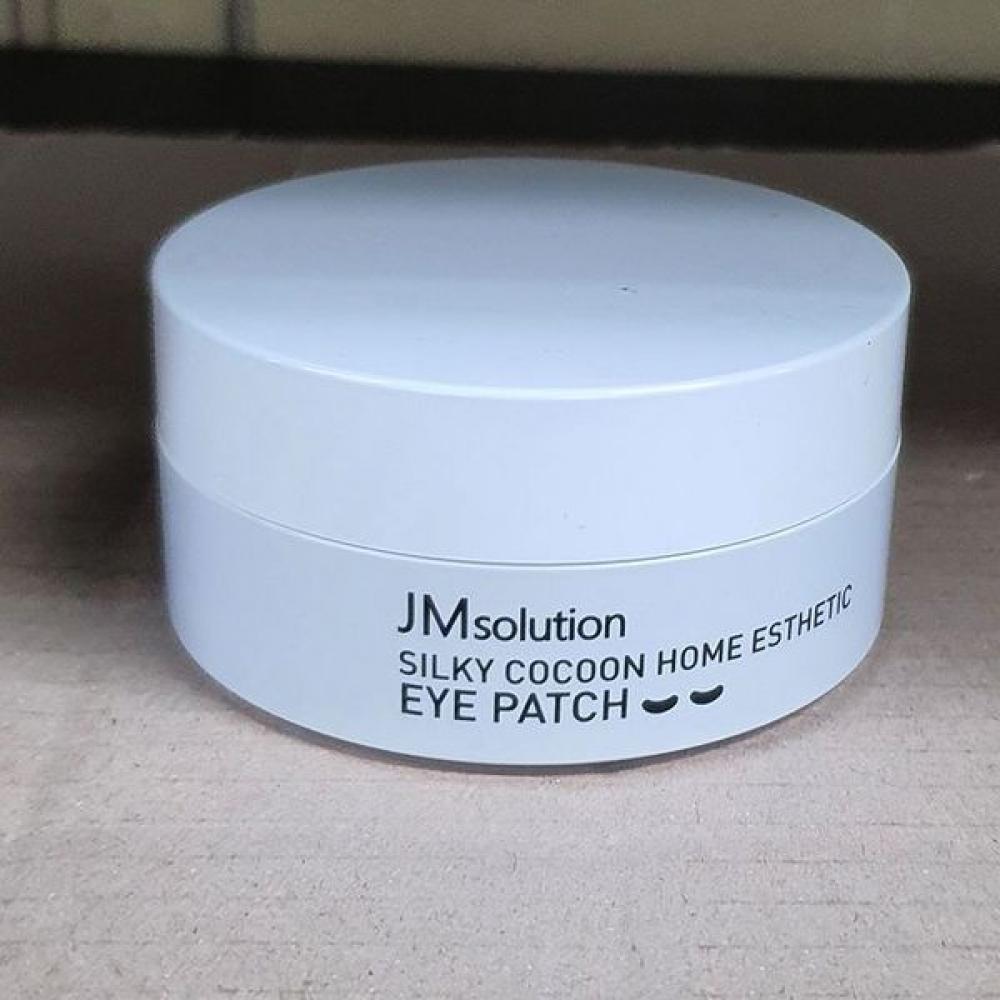 JMsolution
SILKY COCOON HOME ESTHETIC
EYE PATCH